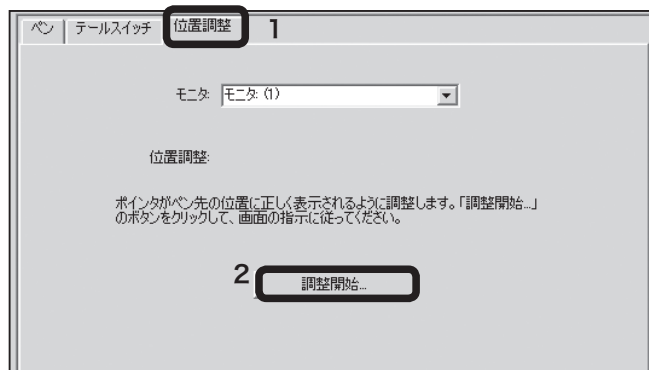 ペン テールスイッチ 位置調整 1
モニタ: モニタ: (1)
位置調整:
ポインタがペン先の位置に正しく表示されるように調整します。「調整開始...」
のボタンをクリックして、画面の指示に従ってください。
2 調整開始...